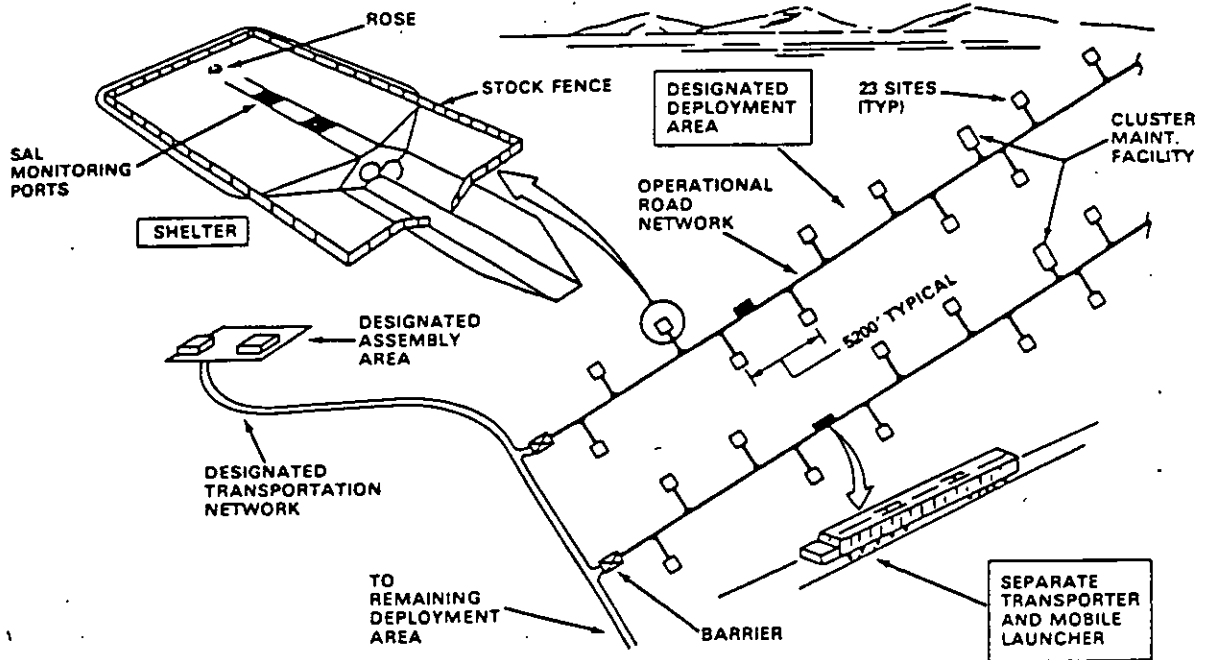 ROSE
STOCK FENCE
SAL
MONITORING
PORTS
SHELTER
DESIGNATED
DEPLOYMENT
AREA
23 SITES
(TYP)
CLUSTER
MAINT.
FACILITY
OPERATIONAL
ROAD
NETWORK
5200' TYPICAL
DESIGNATED
ASSEMBLY
AREA
DESIGNATED
TRANSPORTATION
NETWORK
TO
REMAINING
DEPLOYMENT
AREA
BARRIER
SEPARATE
TRANSPORTER
AND MOBILE
LAUNCHER